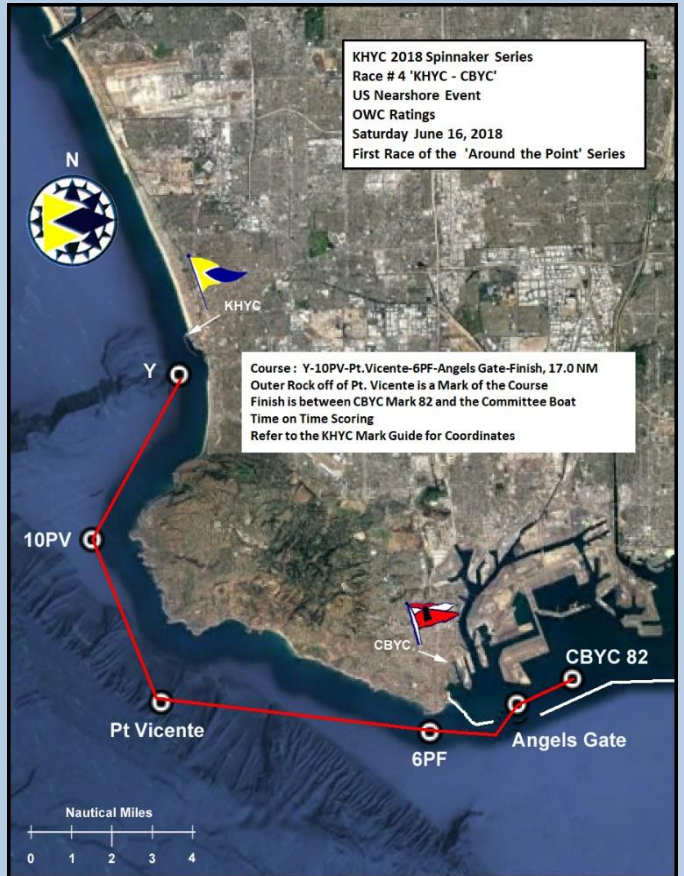 KHYC 2018 Spinnaker Series
Race # 4 'KHYC - CBYC'
US Nearshore Event
OWC Ratings
Saturday June 16, 2018
First Race of the 'Around the Point' Series
N
KHYC
Y
Course : Y-10PV-Pt.Vicente-6PF-Angels Gate-Finish, 17.0 NM
Outer Rock off of Pt. Vicente is a Mark of the Course
Finish is between CBYC Mark 82 and the Committee Boat
Time on Time Scoring
Refer to the KHYC Mark Guide for Coordinates
10PV
CBYC
CBYC 82
Pt Vicente
Angels Gate
6PF
Nautical Miles
0 1 2 3 4